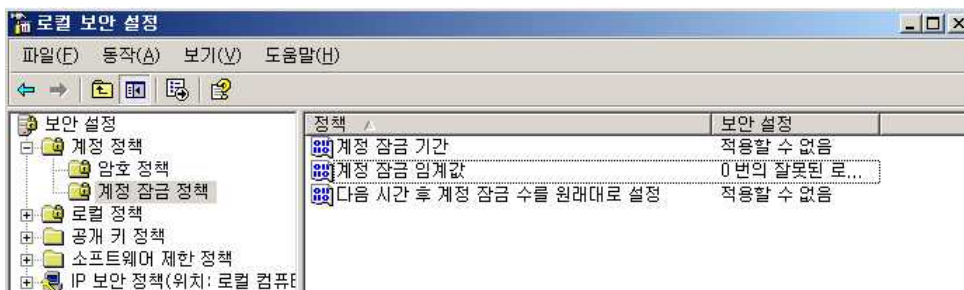 로컬 보안 설정
파일(F) 동작(A) 보기(V) 도움말(H)
보안 설정
계정 정책
암호 정책
계정 잠금 정책
로컬 정책
공개 키 정책
소프트웨어 제한 정책
IP 보안 정책(위치: 로컬 컴퓨터
정책 보안 설정
계정 잠금 기간 적용할 수 없음
계정 잠금 임계값 0 번의 잘못된 로...
다음 시간 후 계정 잠금 수를 원래대로 설정 적용할 수 없음